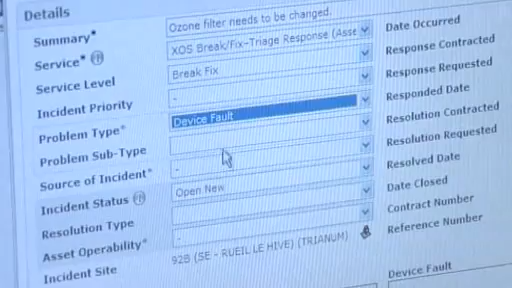 Details
Summary* Ozone filter needs to be changed. Date Occurred
Service* XOS Break/Fix-Triage Response (Asse Response Contracted
Service Level Break Fix Response Requested
Incident Priority - Responded Date
Problem Type* Device Fault Resolution Contracted
Problem Sub-Type Resolution Requested
Source of Incident* - Resolved Date
Incident Status Open New Date Closed
Resolution Type Contract Number
Asset Operability* - Reference Number
Incident Site 92B (SE - RUEIL LE HIVE) (TRIANUM)
Device Fault